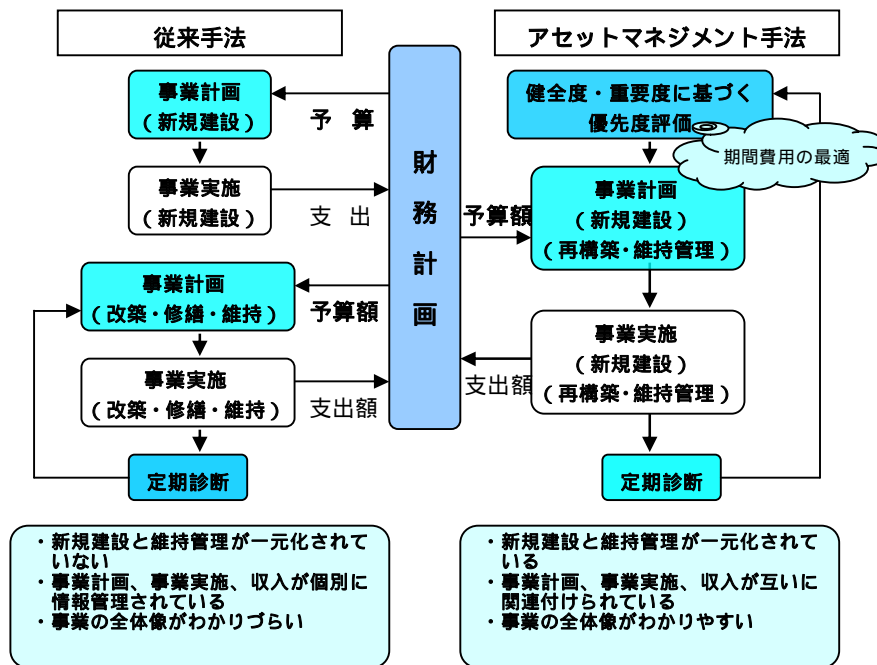 従来手法
事業計画
（新規建設）
事業実施
（新規建設）
予 算
支 出
事業計画
（改築・修繕・維持）
事業実施
（改築・修繕・維持）
予算額
支出額
定期診断
・新規建設と維持管理が一元化されて
いない
・事業計画、事業実施、収入が個別に
情報管理されている
・事業の全体像がわかりづらい
財
務
計
画
アセットマネジメント手法
健全度・重要度に基づく
優先度評価
期間費用の最適
予算額
事業計画
（新規建設）
（再構築・維持管理）
支出額
事業実施
（新規建設）
（再構築・維持管理）
定期診断
・新規建設と維持管理が一元化されて
いる
・事業計画、事業実施、収入が互いに
関連付けられている
・事業の全体像がわかりやすい